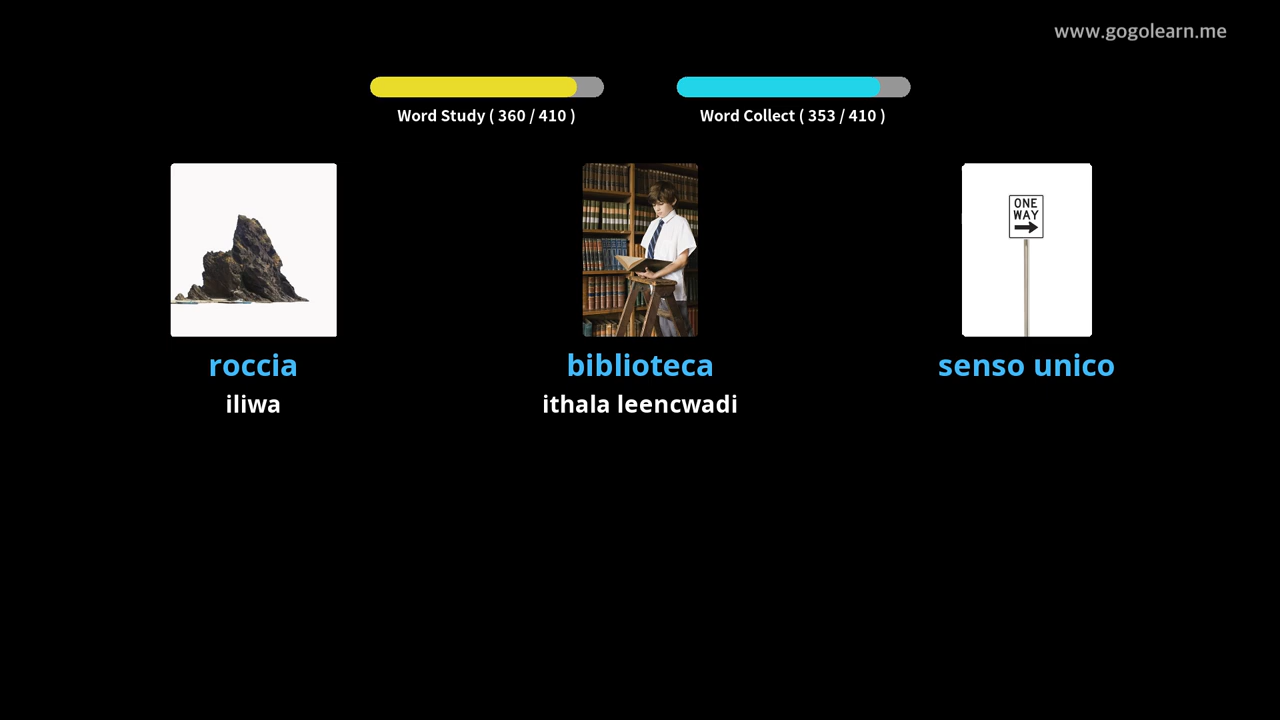 www.gogolearn.me
Word Study ( 360 / 410 )
Word Collect ( 353 / 410 )
ONE
WAY
roccia
biblioteca
senso unico
iliwa
ithala leencwadi